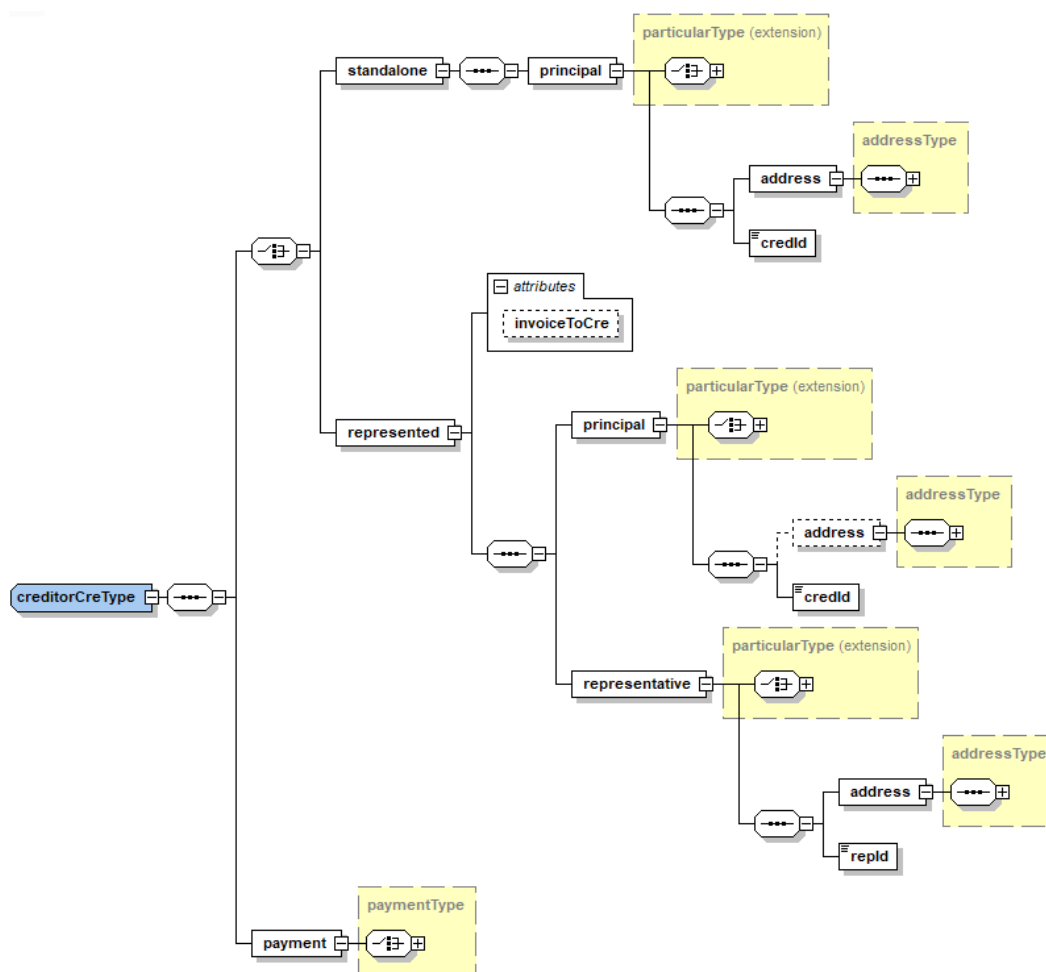 particularType (extension)
standalone
principal
addressType
address
credId
attributes
invoiceToCre
particularType (extension)
represented
principal
addressType
address
credId
creditorCreType
particularType (extension)
representative
addressType
address
repId
paymentType
payment